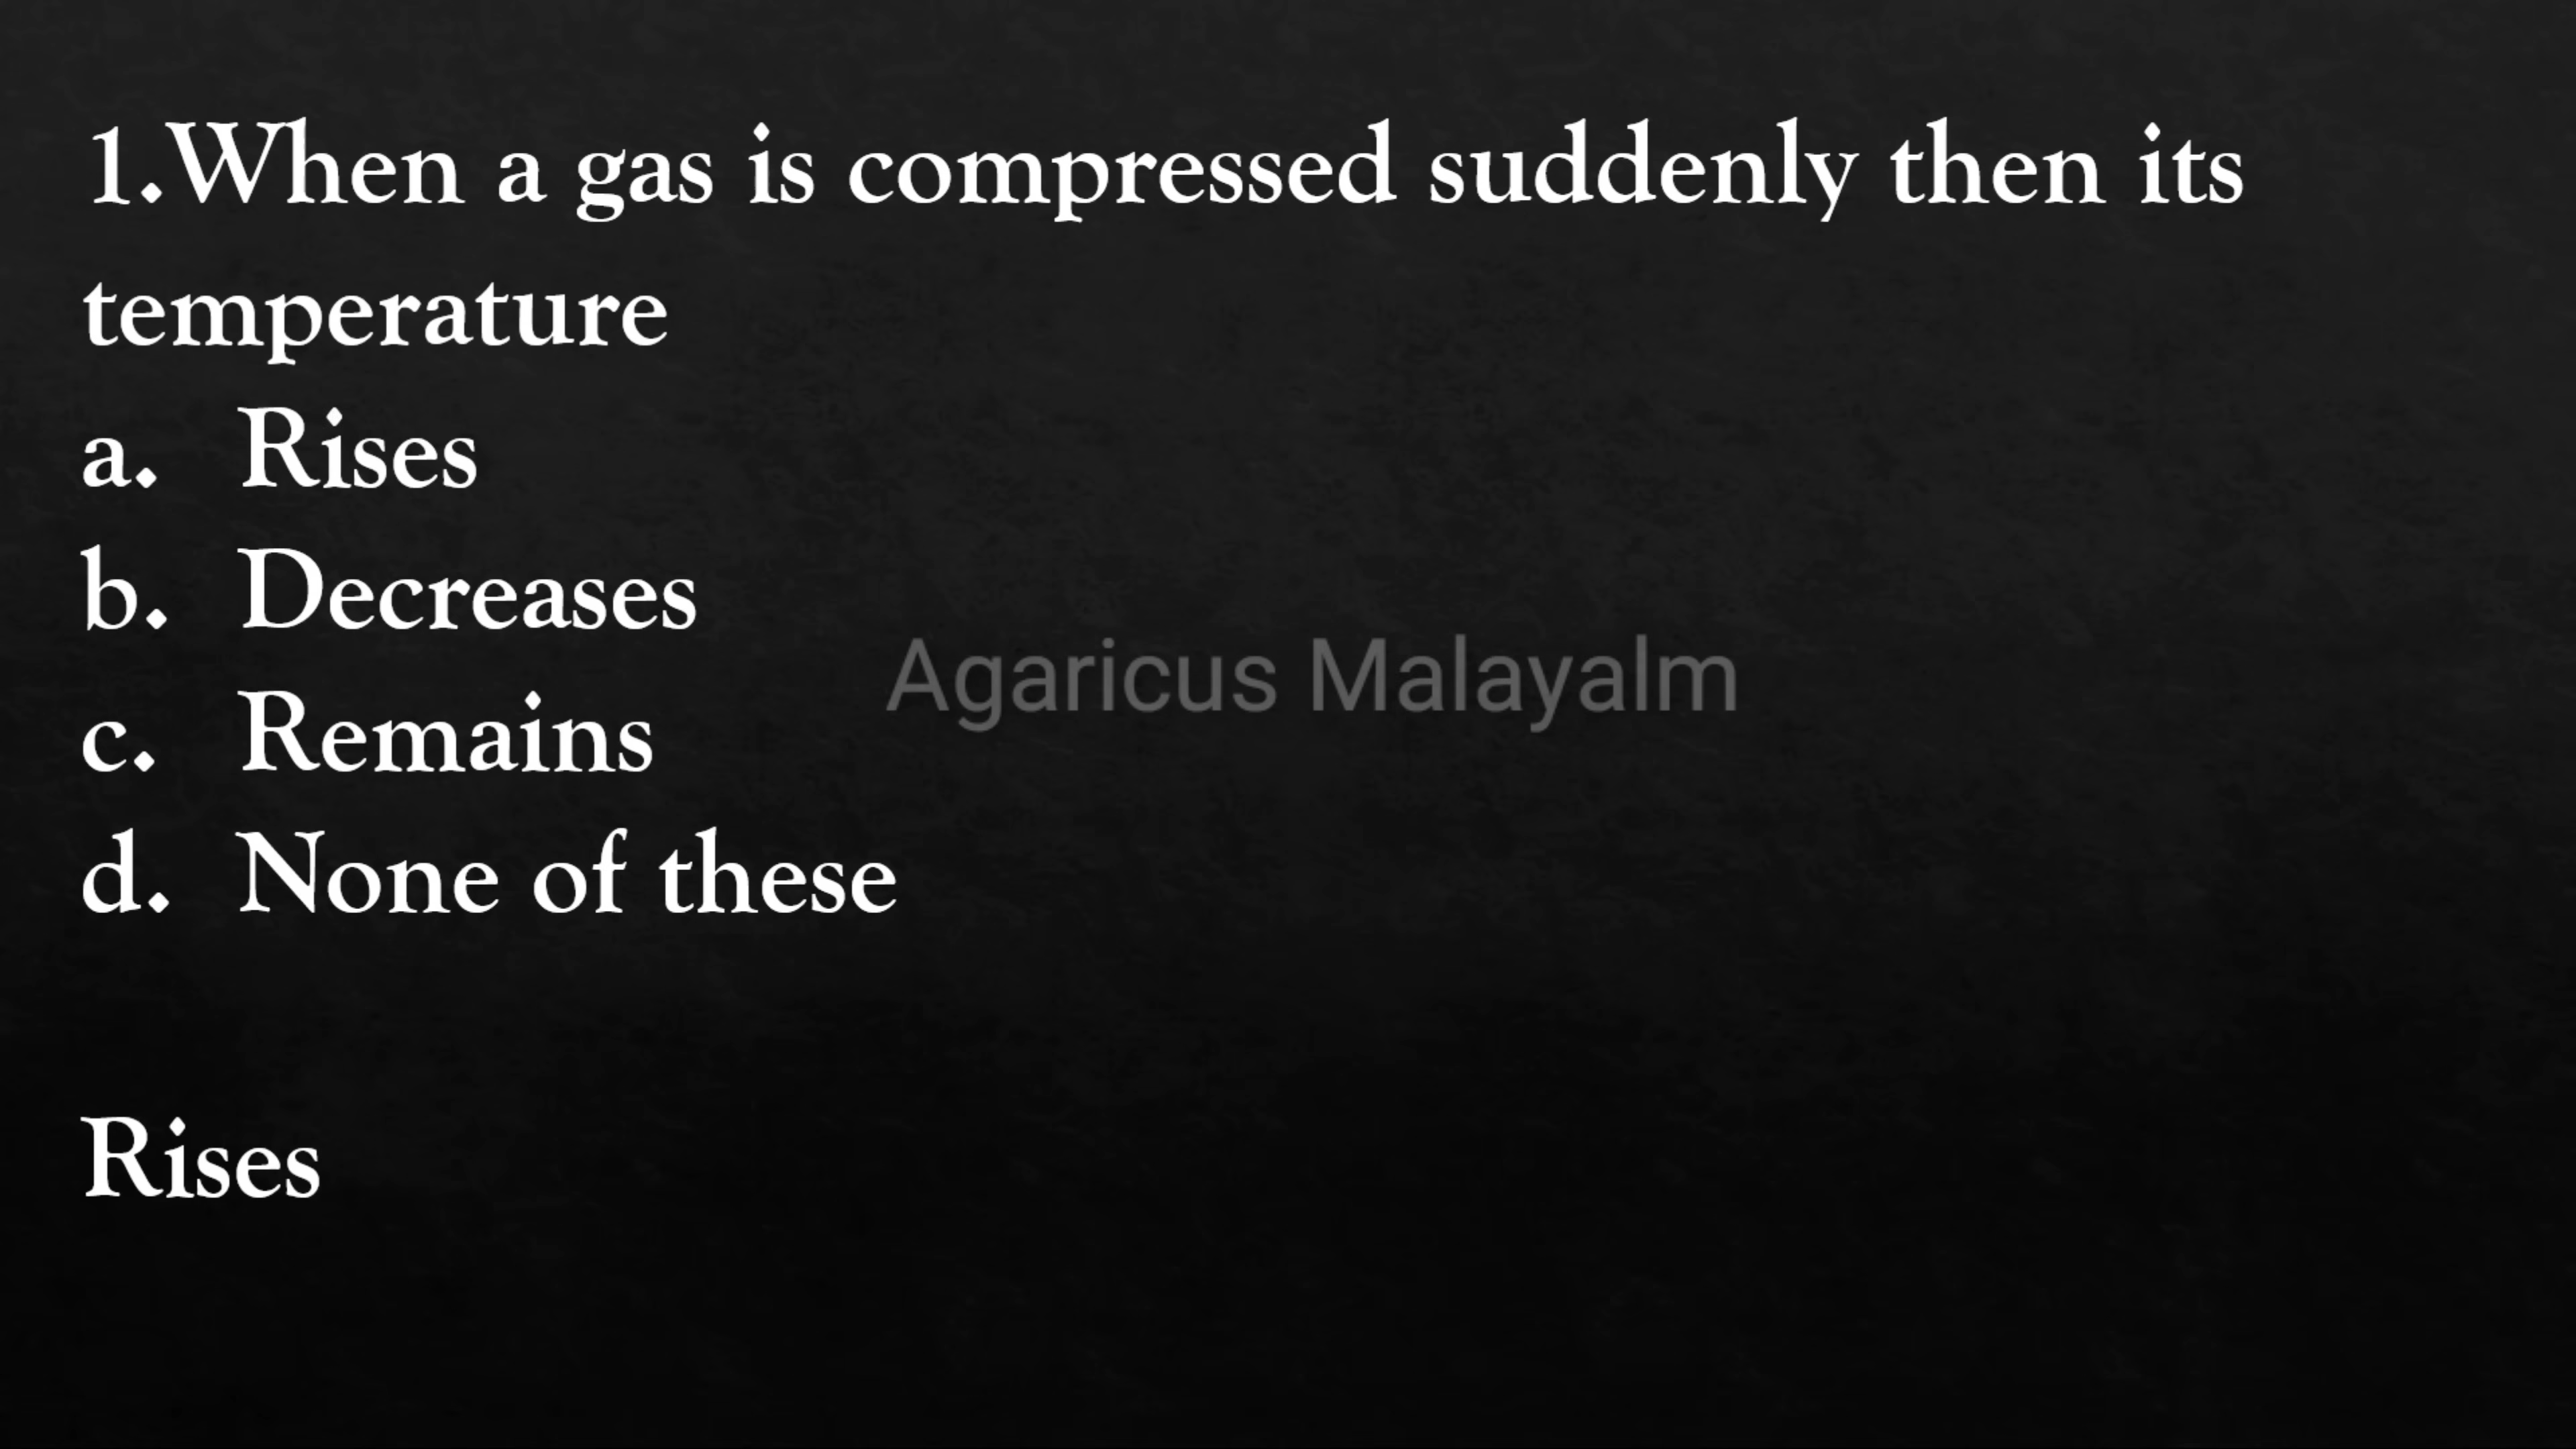 1.When a gas is compressed suddenly then its
temperature
a. Rises
b. Decreases
c. Remains
d. None of these
Agaricus Malayalm
Rises